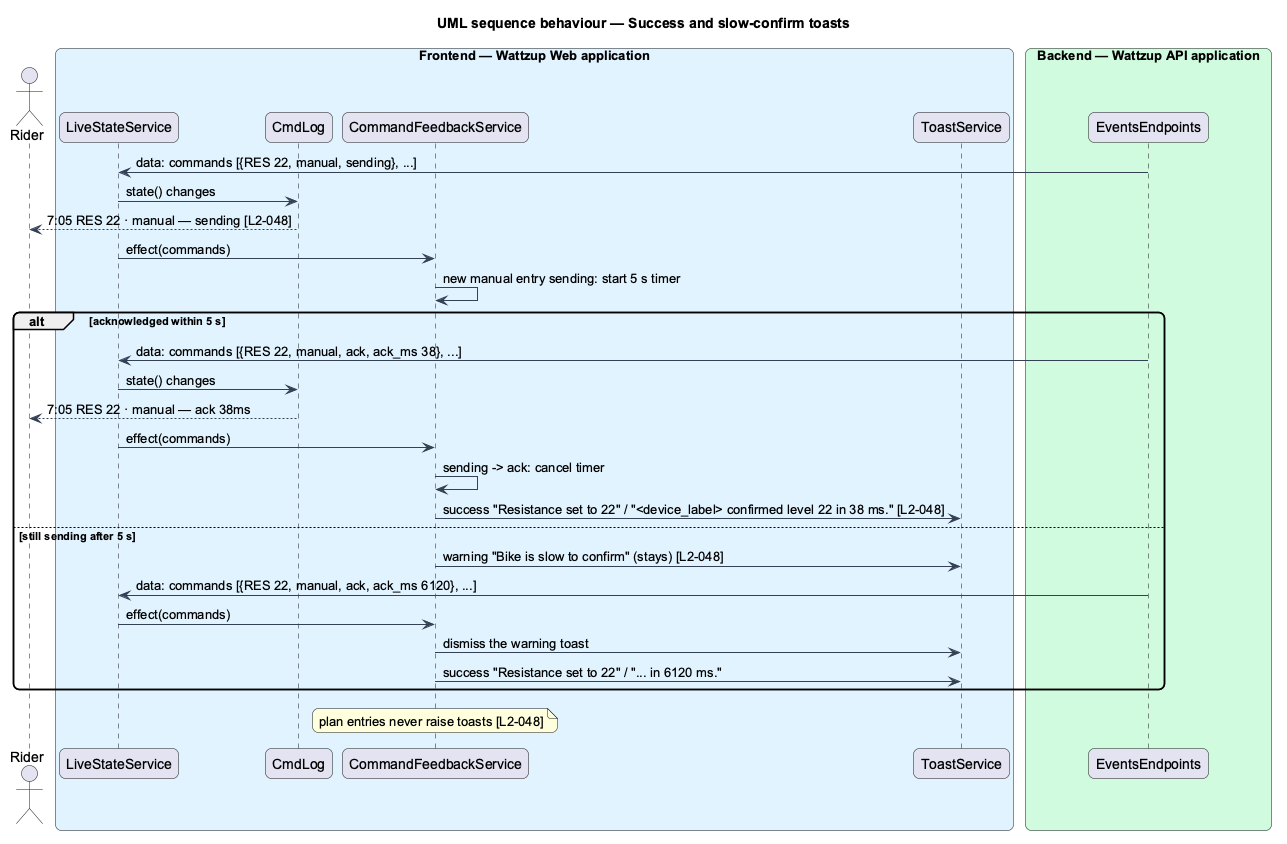 UML sequence behaviour — Success and slow-confirm toasts
Frontend — Wattzup Web application
Backend — Wattzup API application
Rider
LiveStateService
CmdLog
CommandFeedbackService
ToastService
EventsEndpoints
data: commands [{RES 22, manual, sending}, ...]
state() changes
7:05 RES 22 · manual — sending [L2-048]
effect(commands)
new manual entry sending: start 5 s timer
alt
[acknowledged within 5 s]
data: commands [{RES 22, manual, ack, ack_ms 38}, ...]
state() changes
7:05 RES 22 · manual — ack 38ms
effect(commands)
sending -> ack: cancel timer
success "Resistance set to 22" / "<device_label> confirmed level 22 in 38 ms." [L2-048]
[still sending after 5 s]
warning "Bike is slow to confirm" (stays) [L2-048]
data: commands [{RES 22, manual, ack, ack_ms 6120}, ...]
effect(commands)
dismiss the warning toast
success "Resistance set to 22" / "... in 6120 ms."
plan entries never raise toasts [L2-048]
Rider
LiveStateService
CmdLog
CommandFeedbackService
ToastService
EventsEndpoints